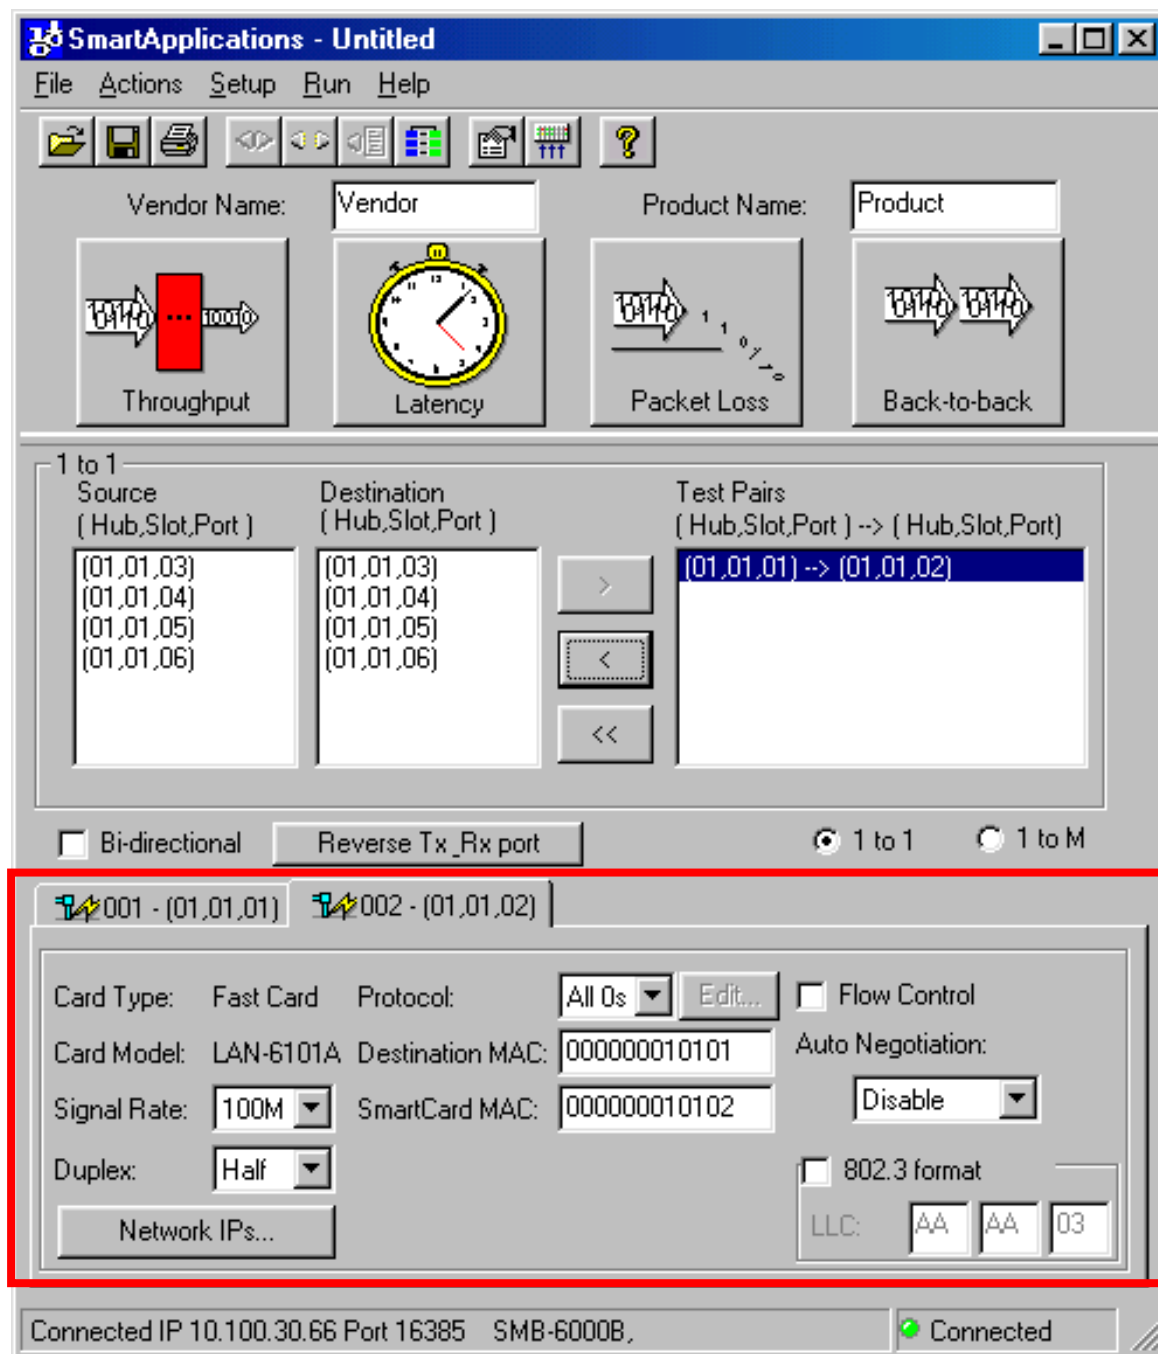 SmartApplications - Untitled
File Actions Setup Run Help
Vendor Name: Vendor Product Name: Product
Throughput Latency Packet Loss Back-to-back
1 to 1
Source Destination Test Pairs
( Hub,Slot,Port ) ( Hub,Slot,Port ) ( Hub,Slot,Port ) --> ( Hub,Slot,Port)
(01,01,03) (01,01,03) > (01,01,01) --> (01,01,02)
(01,01,04) (01,01,04)
(01,01,05) (01,01,05)
(01,01,06) (01,01,06) <
<<
Bi-directional Reverse Tx_Rx port 1 to 1 1 to M
001 - (01,01,01) 002 - (01,01,02)
Card Type: Fast Card Protocol: All 0s Edit... Flow Control
Card Model: LAN-6101A Destination MAC: 000000010101 Auto Negotiation:
Signal Rate: 100M SmartCard MAC: 000000010102 Disable
Duplex: Half 802.3 format
Network IPs... LLC: AA AA 03
Connected IP 10.100.30.66 Port 16385 SMB-6000B, Connected